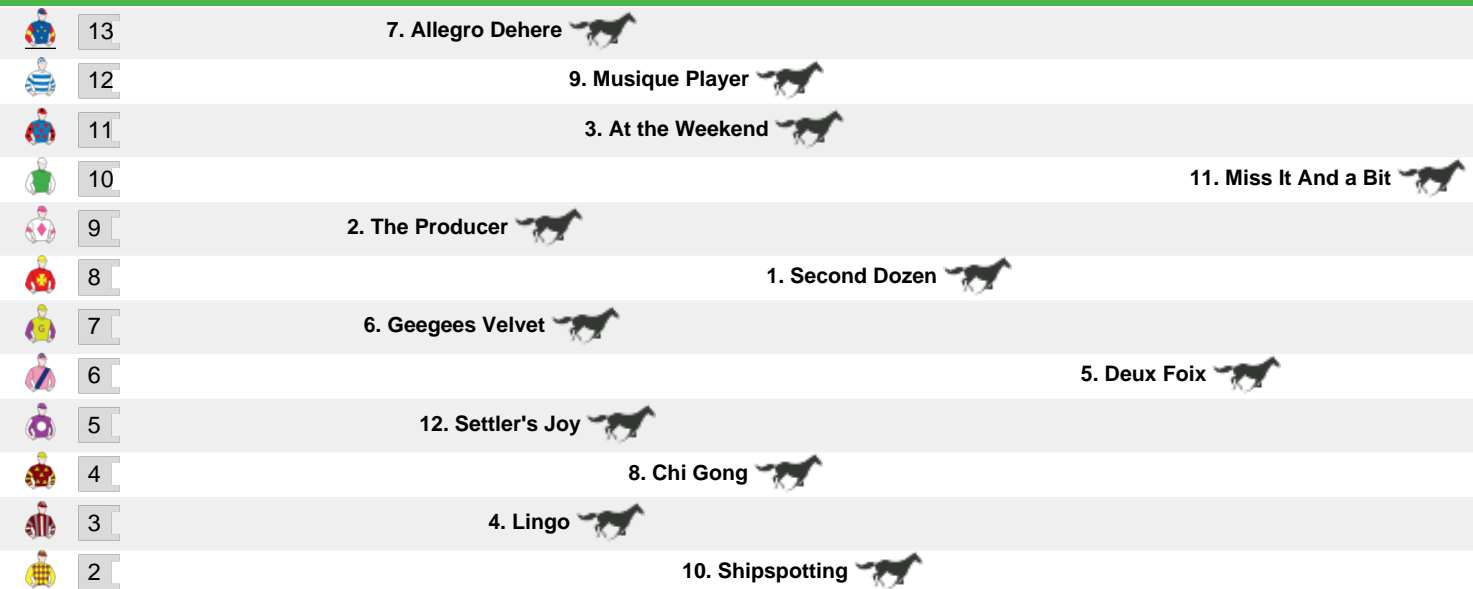 13 7. Allegro Dehere
12 9. Musique Player
11 3. At the Weekend
10 11. Miss It And a Bit
9 2. The Producer
8 1. Second Dozen
7 6. Geegees Velvet
G
6 5. Deux Foix
5 12. Settler's Joy
4 8. Chi Gong
3 4. Lingo
2 10. Shipspotting